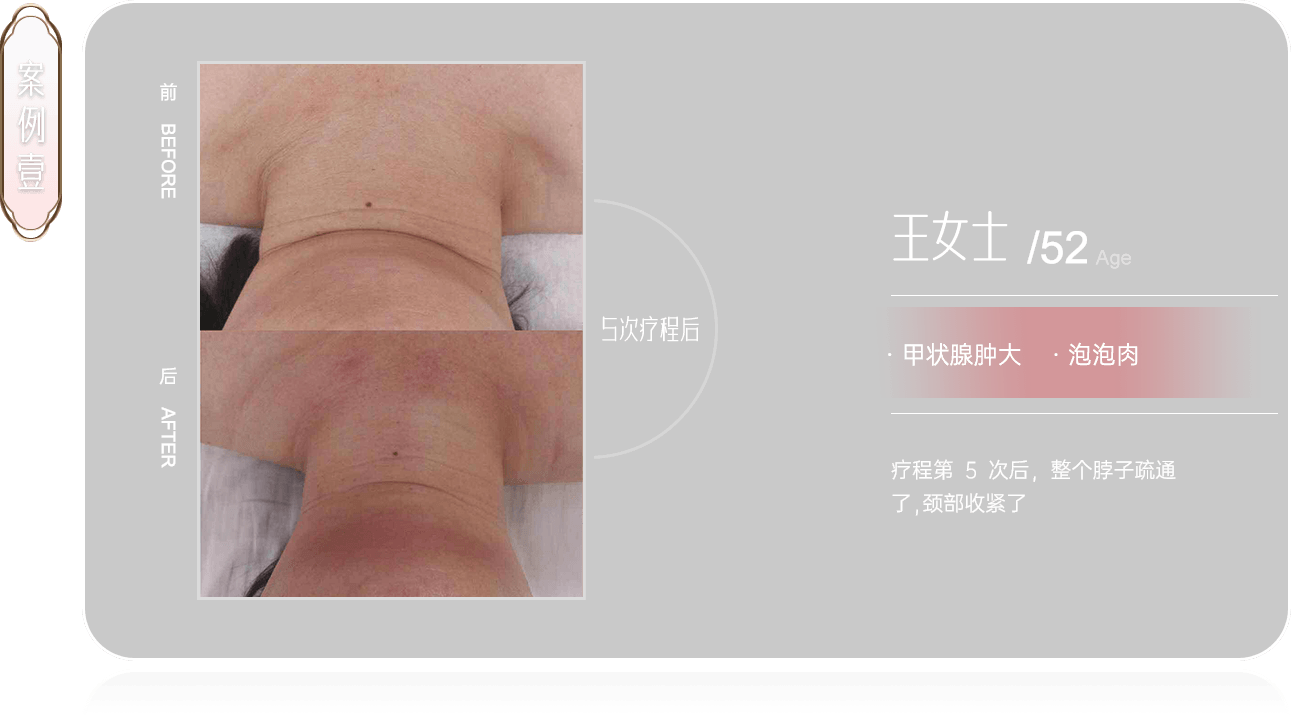 案例壹
前 BEFORE
后 AFTER
5次疗程后
王女士 /52 Age
· 甲状腺肿大 · 泡泡肉
疗程第 5 次后，整个脖子疏通
了,颈部收紧了